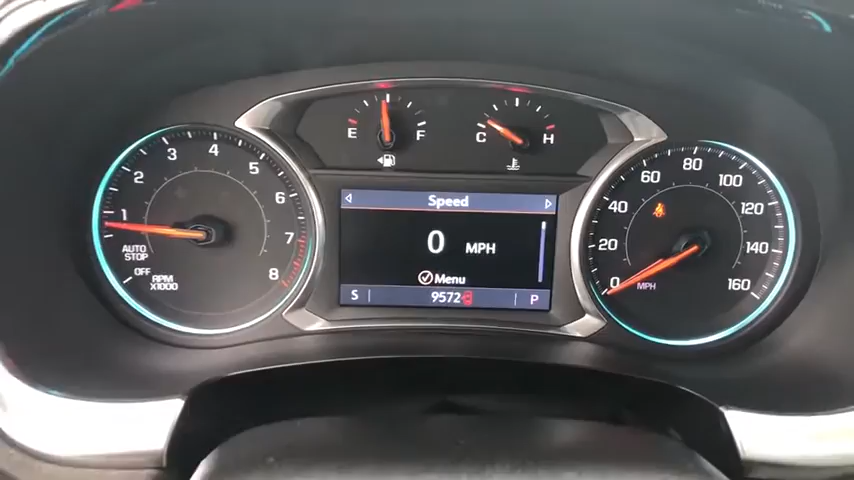 E F
C H
1 2 3 4 5 6 7 8
AUTO
STOP
OFF
RPM
X1000
Speed
0 MPH
Menu
S 9572 P
0 20 40 60 80 100 120 140 160
MPH